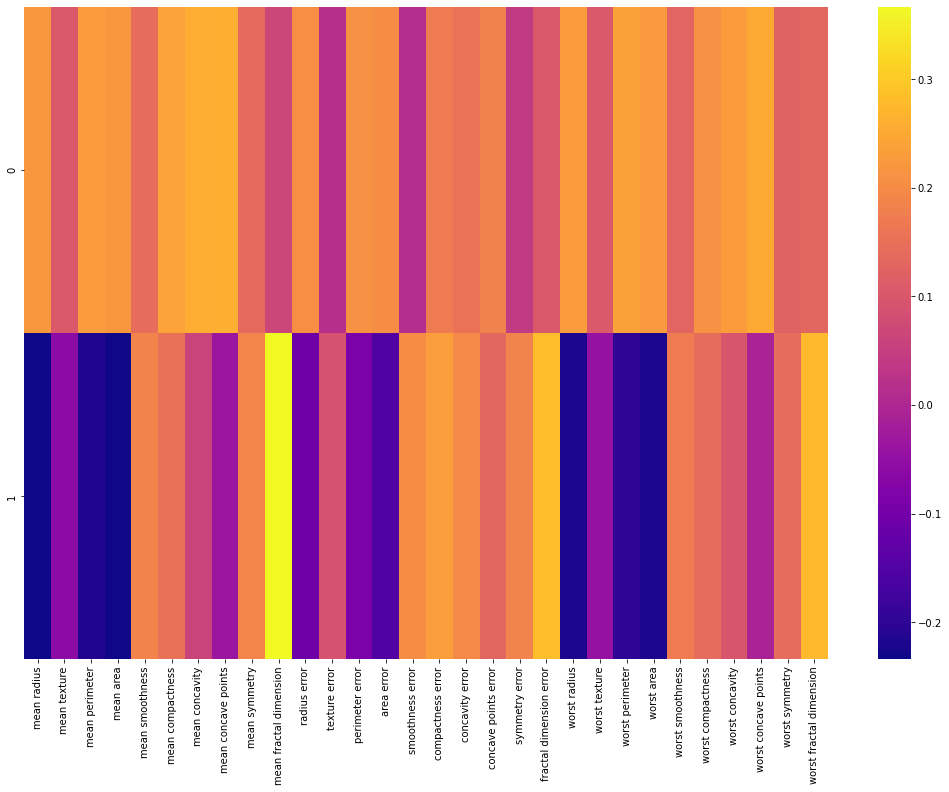 0
1
mean radius
mean texture
mean perimeter
mean area
mean smoothness
mean compactness
mean concavity
mean concave points
mean symmetry
mean fractal dimension
radius error
texture error
perimeter error
area error
smoothness error
compactness error
concavity error
concave points error
symmetry error
fractal dimension error
worst radius
worst texture
worst perimeter
worst area
worst smoothness
worst compactness
worst concavity
worst concave points
worst symmetry
worst fractal dimension
0.3
0.2
0.1
0.0
−0.1
−0.2